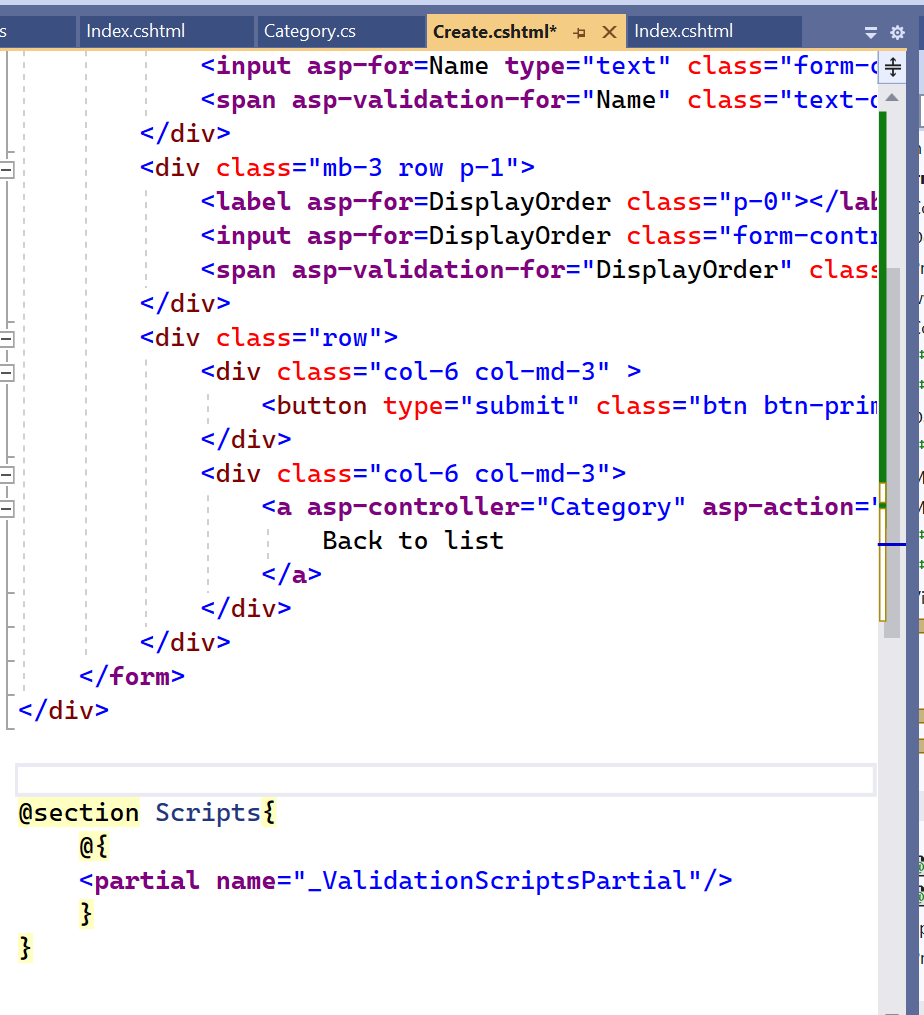 s Index.cshtml Category.cs Create.cshtml* Index.cshtml
<input asp-for=Name type="text" class="form-c
<span asp-validation-for="Name" class="text-d
</div>
<div class="mb-3 row p-1">
<label asp-for=DisplayOrder class="p-0"></lab
<input asp-for=DisplayOrder class="form-contr
<span asp-validation-for="DisplayOrder" class
</div>
<div class="row">
<div class="col-6 col-md-3" >
<button type="submit" class="btn btn-prim
</div>
<div class="col-6 col-md-3">
<a asp-controller="Category" asp-action="
Back to list
</a>
</div>
</div>
</form>
</div>
@section Scripts{
@{
<partial name="_ValidationScriptsPartial"/>
}
}